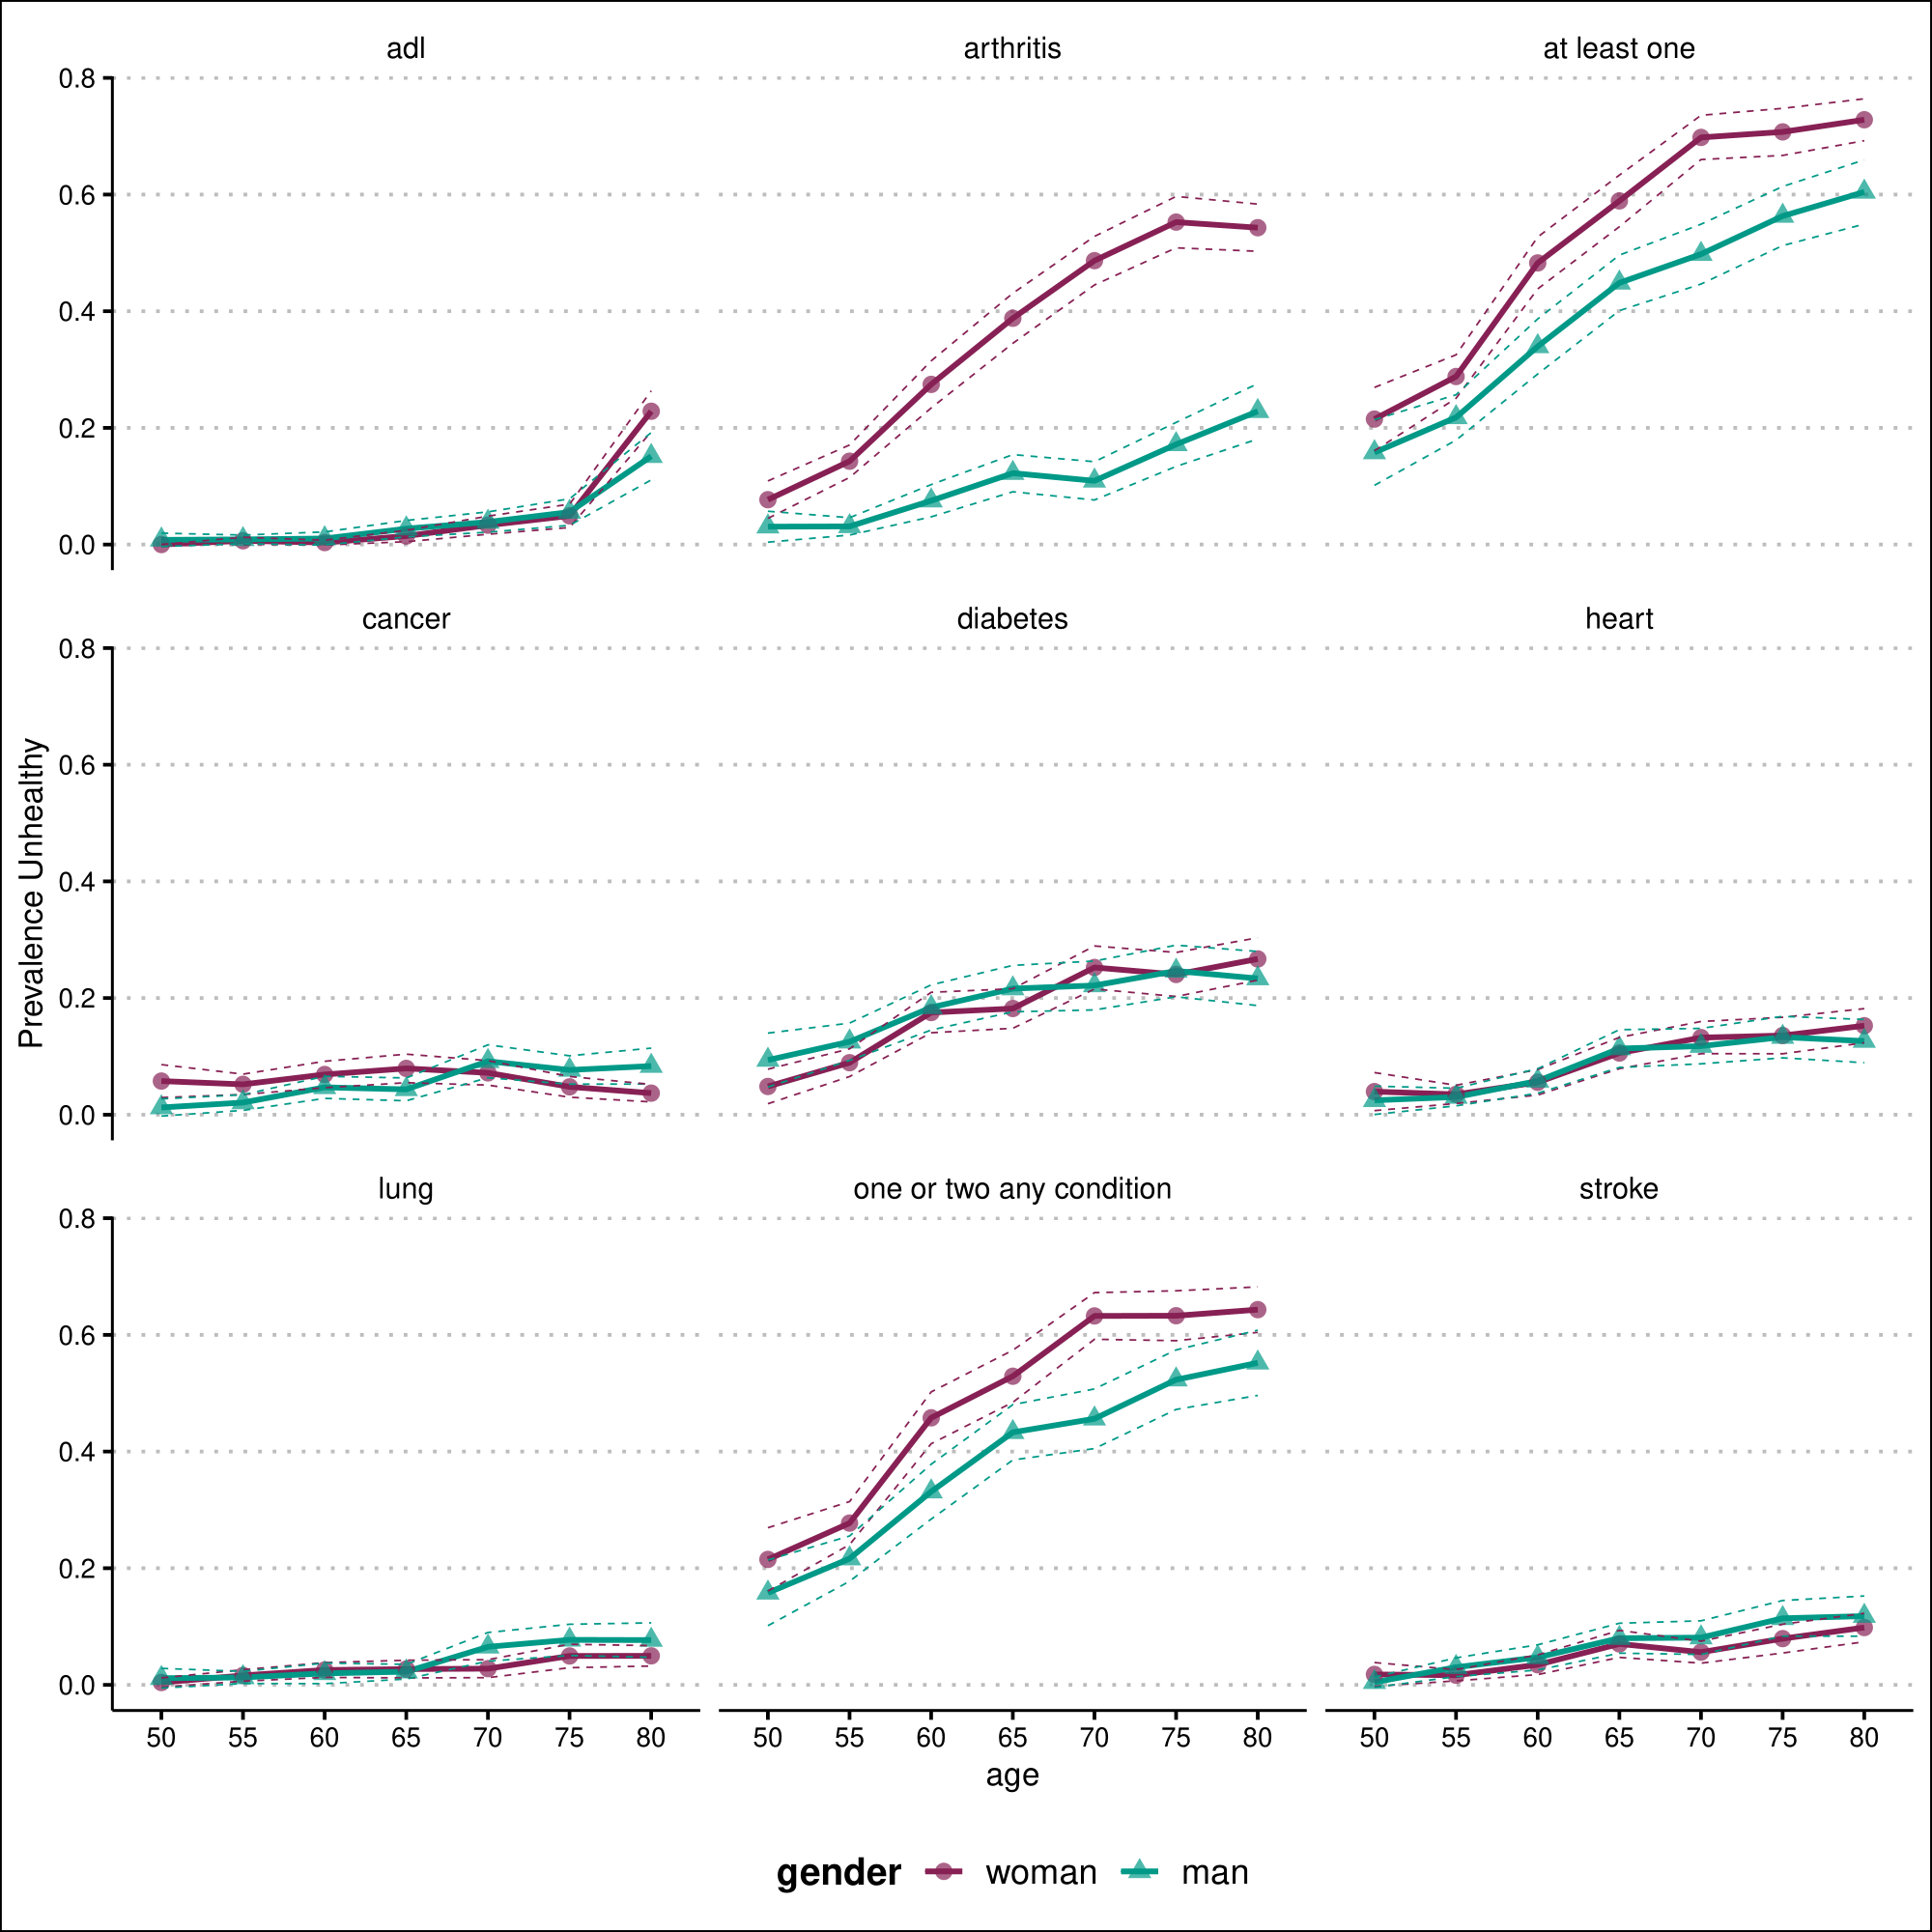 adl arthritis at least one
0.8
0.6
0.4
0.2
0.0
cancer diabetes heart
0.8
0.6
0.4
0.2
0.0
Prevalence Unhealthy
lung one or two any condition stroke
0.8
0.6
0.4
0.2
0.0
50 55 60 65 70 75 80 50 55 60 65 70 75 80 50 55 60 65 70 75 80
age
gender woman man